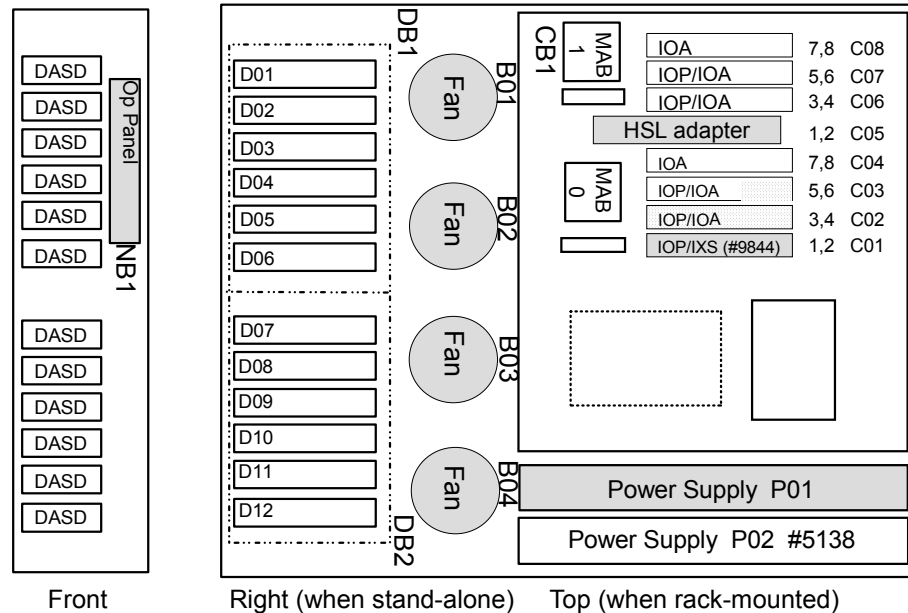 DASD
DASD
DASD
DASD
DASD
DASD
DASD
DASD
DASD
DASD
DASD
DASD
Op Panel
NB1
Front
D01
D02
D03
D04
D05
D06
D07
D08
D09
D10
D11
D12
DB1
DB2
Fan
B01
Fan
B02
Fan
B03
Fan
B04
CB1
MAB
1
IOA 7,8 C08
IOP/IOA 5,6 C07
IOP/IOA 3,4 C06
HSL adapter 1,2 C05
MAB
0
IOA 7,8 C04
IOP/IOA 5,6 C03
IOP/IOA 3,4 C02
IOP/IXS (#9844) 1,2 C01
Power Supply P01
Power Supply P02 #5138
Right (when stand-alone)
Top (when rack-mounted)